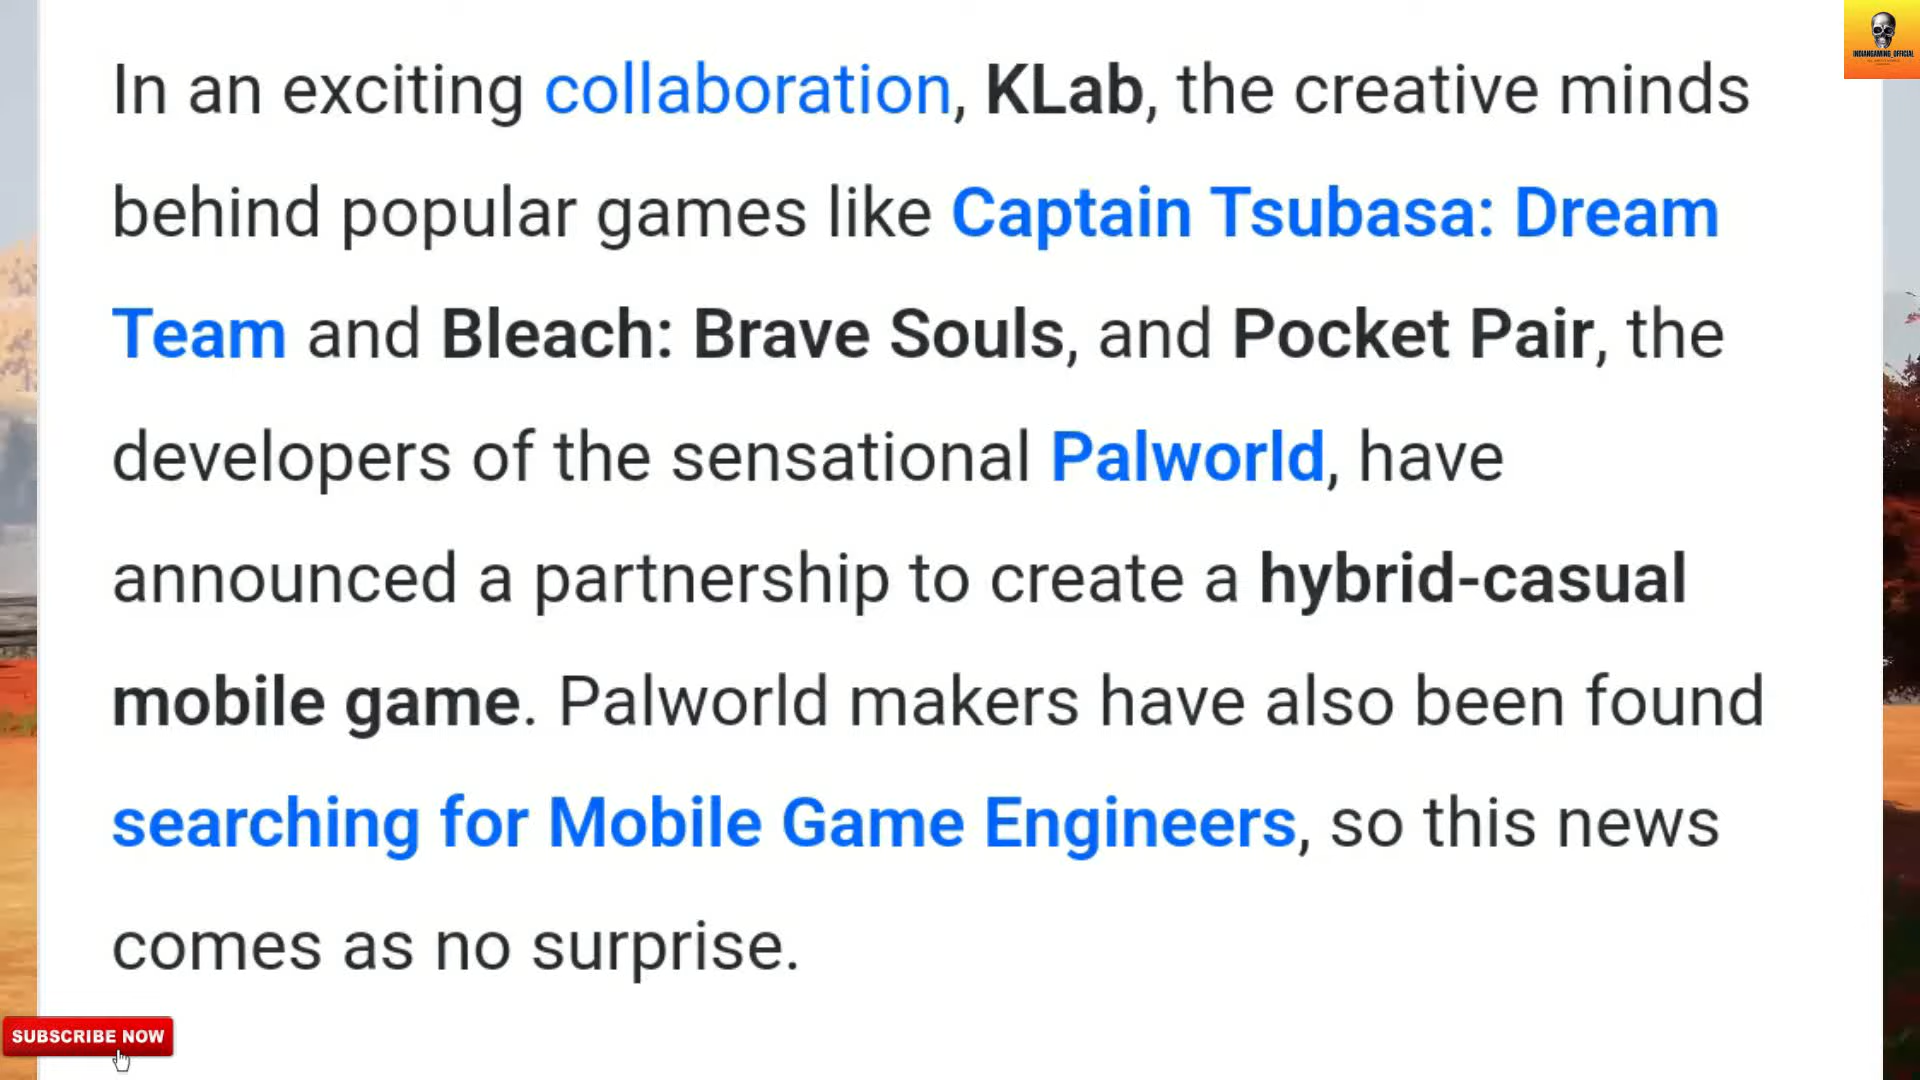 In an exciting collaboration, KLab, the creative minds
behind popular games like Captain Tsubasa: Dream
Team and Bleach: Brave Souls, and Pocket Pair, the
developers of the sensational Palworld, have
announced a partnership to create a hybrid-casual
mobile game. Palworld makers have also been found
searching for Mobile Game Engineers, so this news
comes as no surprise.
INDIANGAMING_OFFICIAL
SUBSCRIBE NOW